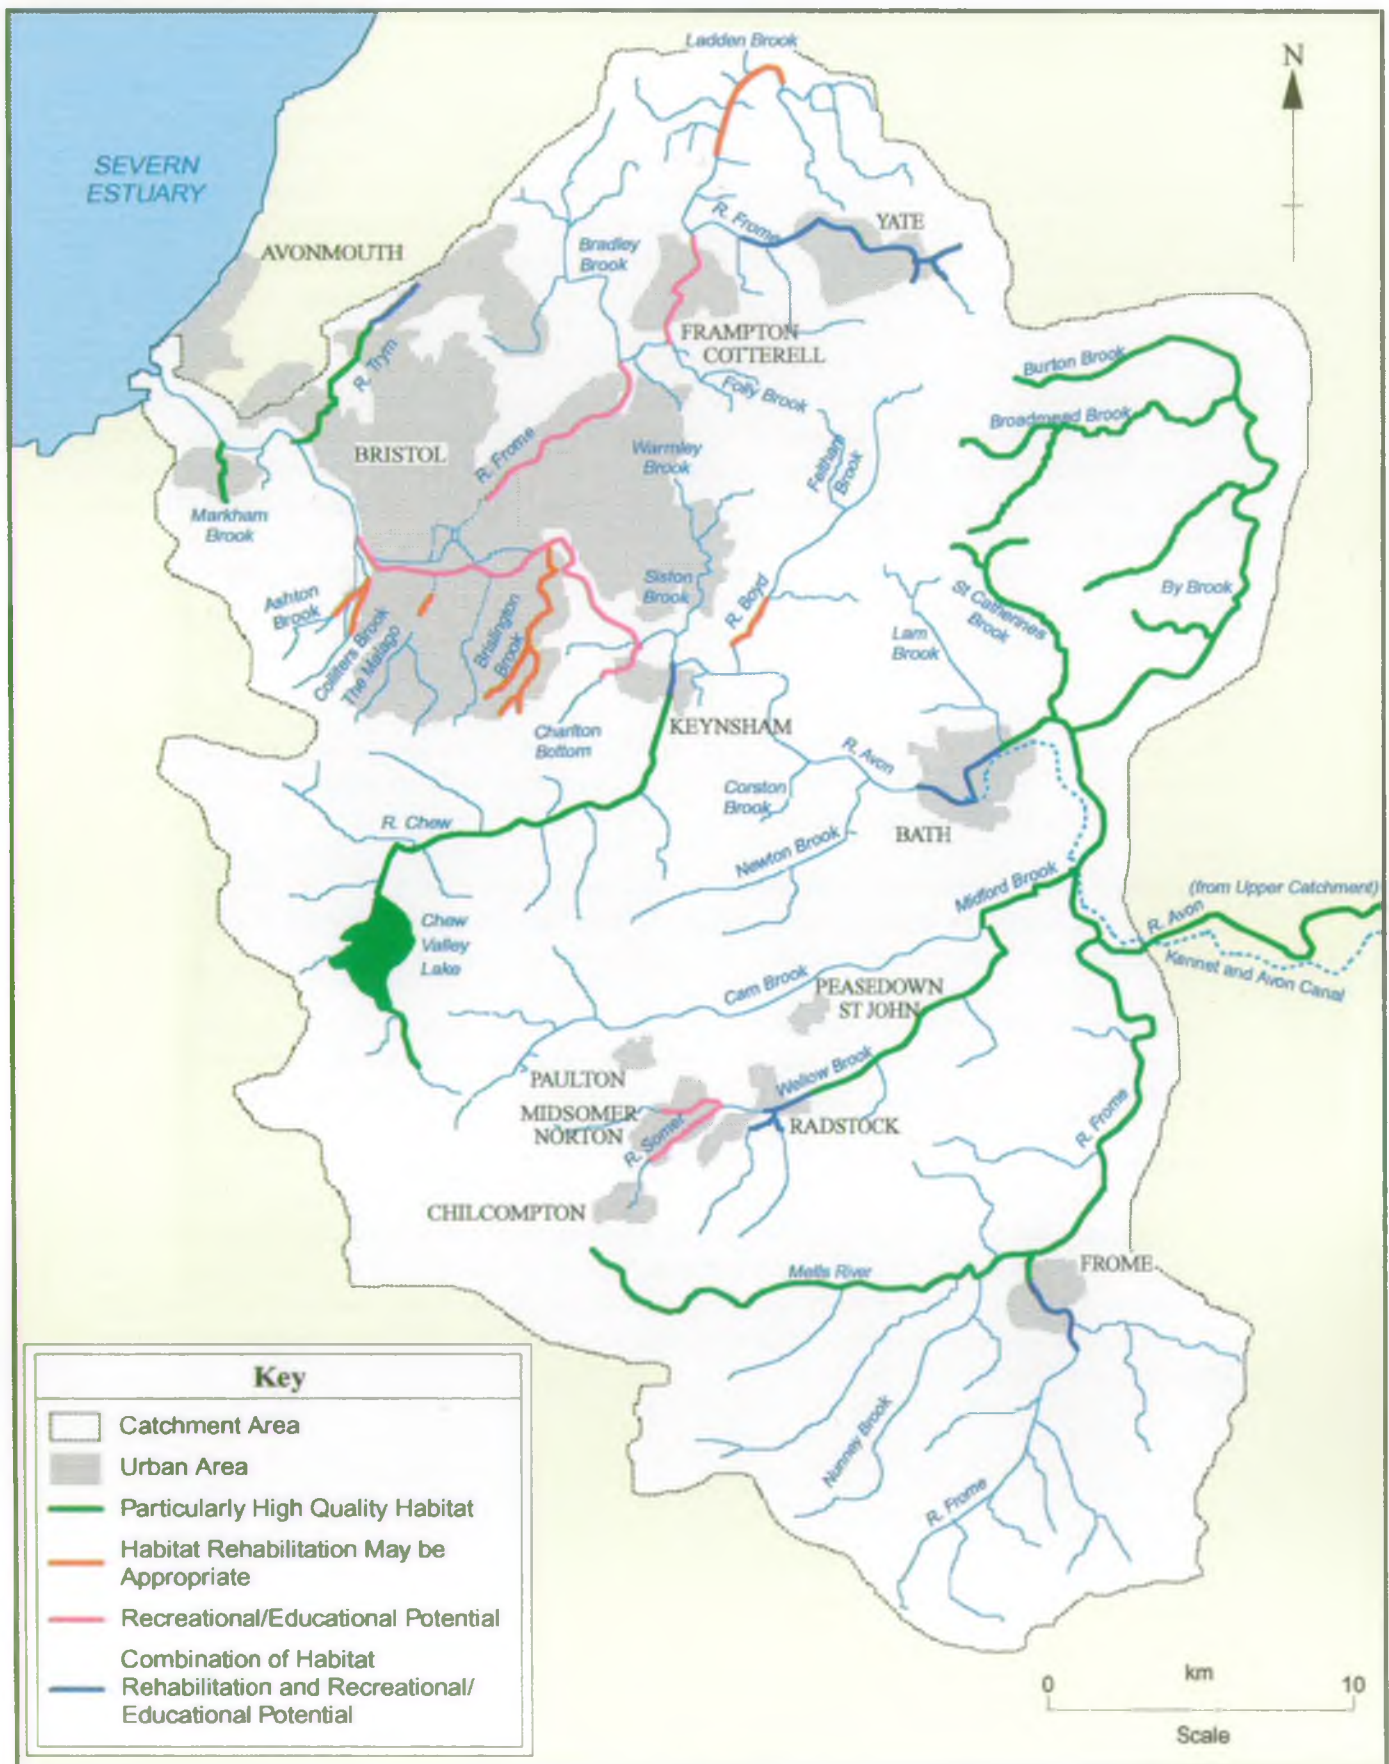 Ladden Brook
N
SEVERN
ESTUARY
AVONMOUTH
Bradley
Brook
R. Frome
YATE
FRAMPTON
COTTERELL
R. Trym
Folly Brook
Burton Brook
Broadmead Brook
BRISTOL
R. Frome
Warmley
Brook
Feltham
Brook
Markham
Brook
Ashton
Brook
Colliters Brook
The Malago
Brislington
Brook
Siston
Brook
R. Boyd
Lam
Brook
St Catherines
Brook
By Brook
Charlton
Bottom
KEYNSHAM
R. Avon
Corston
Brook
BATH
R. Chew
Newton Brook
Midford Brook
(from Upper Catchment)
R. Avon
Kennet and Avon Canal
Chew
Valley
Lake
Cam Brook
PEASEDOWN
ST JOHN
PAULTON
Wellow Brook
MIDSOMER
NORTON
R. Somer
RADSTOCK
R. Frome
CHILCOMPTON
Mells River
FROME
Nunney Brook
R. Frome
Key
Catchment Area
Urban Area
Particularly High Quality Habitat
Habitat Rehabilitation May be
Appropriate
Recreational/Educational Potential
Combination of Habitat
Rehabilitation and Recreational/
Educational Potential
km
0 10
Scale